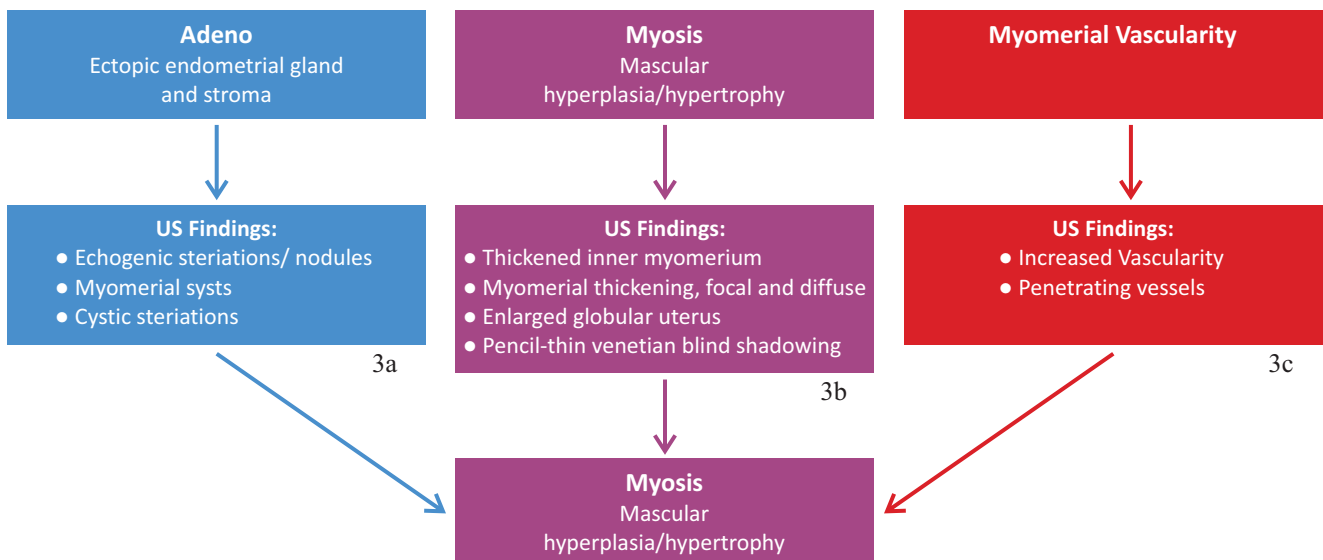 Adeno
Ectopic endometrial gland
and stroma
Myosis
Mascular
hyperplasia/hypertrophy
Myomerial Vascularity
US Findings:
● Echogenic steriations/ nodules
● Myomerial systs
● Cystic steriations
3a
US Findings:
● Thickened inner myomerium
● Myomerial thickening, focal and diffuse
● Enlarged globular uterus
● Pencil-thin venetian blind shadowing
3b
US Findings:
● Increased Vascularity
● Penetrating vessels
3c
Myosis
Mascular
hyperplasia/hypertrophy